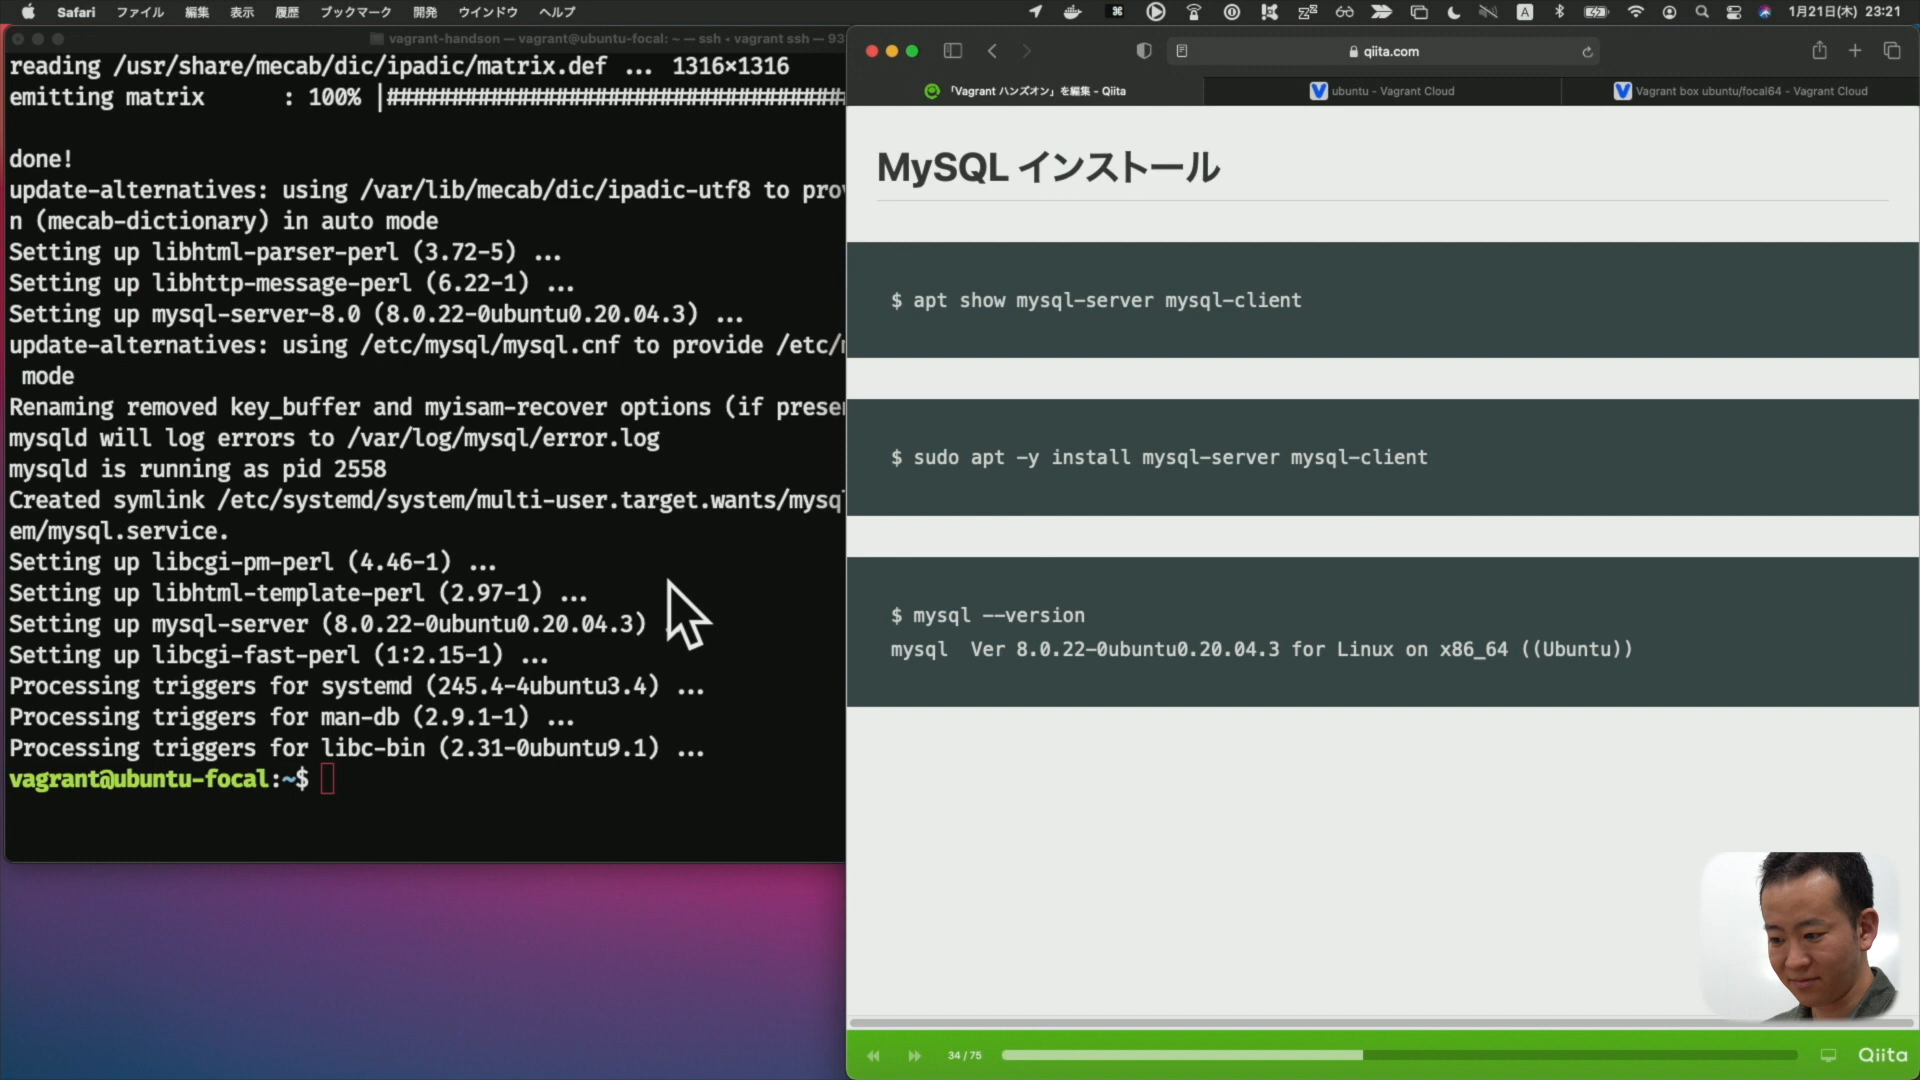 Safari ファイル 編集 表示 履歴 ブックマーク 開発 ウインドウ ヘルプ
1月21日(木) 23:21
vagrant-handson — vagrant@ubuntu-focal: ~ — ssh ◂ vagrant ssh — 93
reading /usr/share/mecab/dic/ipadic/matrix.def ... 1316×1316
emitting matrix      : 100% |###################################
done!
update-alternatives: using /var/lib/mecab/dic/ipadic-utf8 to pro
n (mecab-dictionary) in auto mode
Setting up libhtml-parser-perl (3.72-5) ...
Setting up libhttp-message-perl (6.22-1) ...
Setting up mysql-server-8.0 (8.0.22-0ubuntu0.20.04.3) ...
update-alternatives: using /etc/mysql/mysql.cnf to provide /etc/
 mode
Renaming removed key_buffer and myisam-recover options (if prese
mysqld will log errors to /var/log/mysql/error.log
mysqld is running as pid 2558
Created symlink /etc/systemd/system/multi-user.target.wants/mysq
em/mysql.service.
Setting up libcgi-pm-perl (4.46-1) ...
Setting up libhtml-template-perl (2.97-1) ...
Setting up mysql-server (8.0.22-0ubuntu0.20.04.3)
Setting up libcgi-fast-perl (1:2.15-1) ...
Processing triggers for systemd (245.4-4ubuntu3.4) ...
Processing triggers for man-db (2.9.1-1) ...
Processing triggers for libc-bin (2.31-0ubuntu9.1) ...
vagrant@ubuntu-focal:~$
qiita.com
「Vagrant ハンズオン」を編集 - Qiita
ubuntu - Vagrant Cloud
Vagrant box ubuntu/focal64 - Vagrant Cloud
MySQL インストール
$ apt show mysql-server mysql-client
$ sudo apt -y install mysql-server mysql-client
$ mysql --version
mysql  Ver 8.0.22-0ubuntu0.20.04.3 for Linux on x86_64 ((Ubuntu))
34 / 75
Qiita